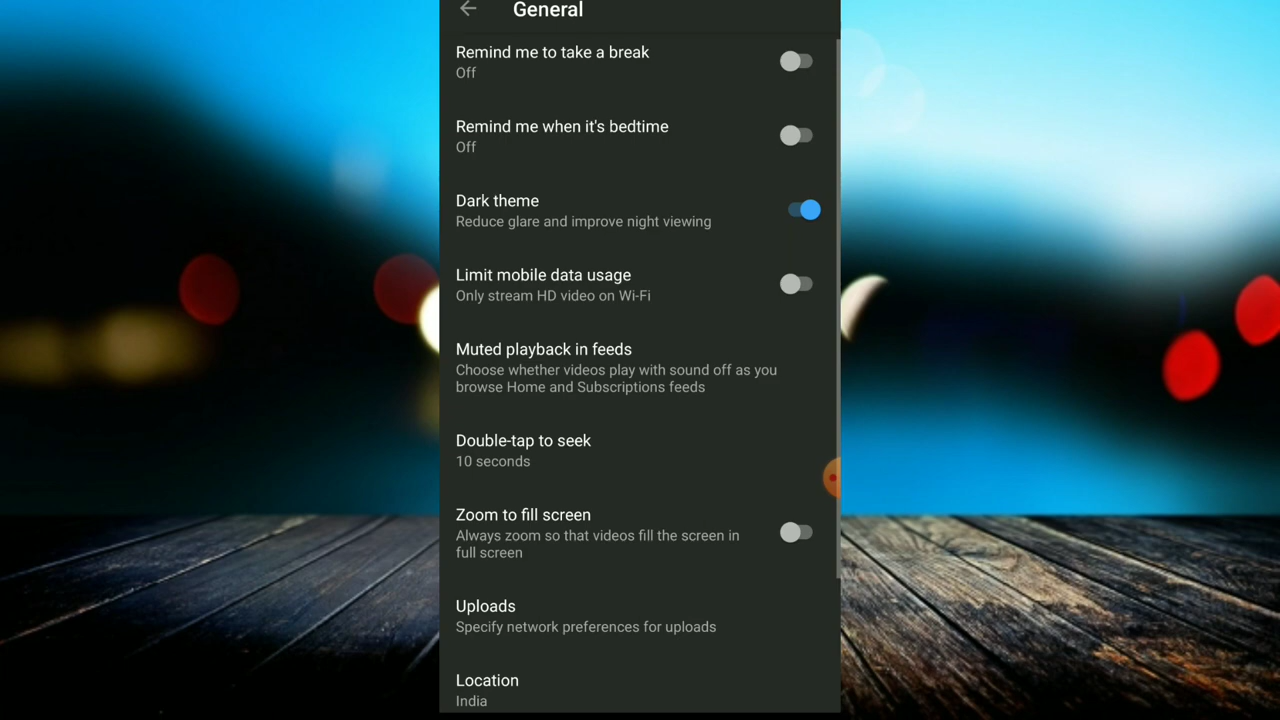 General
Remind me to take a break
Off
Remind me when it's bedtime
Off
Dark theme
Reduce glare and improve night viewing
Limit mobile data usage
Only stream HD video on Wi-Fi
Muted playback in feeds
Choose whether videos play with sound off as you
browse Home and Subscriptions feeds
Double-tap to seek
10 seconds
Zoom to fill screen
Always zoom so that videos fill the screen in
full screen
Uploads
Specify network preferences for uploads
Location
India